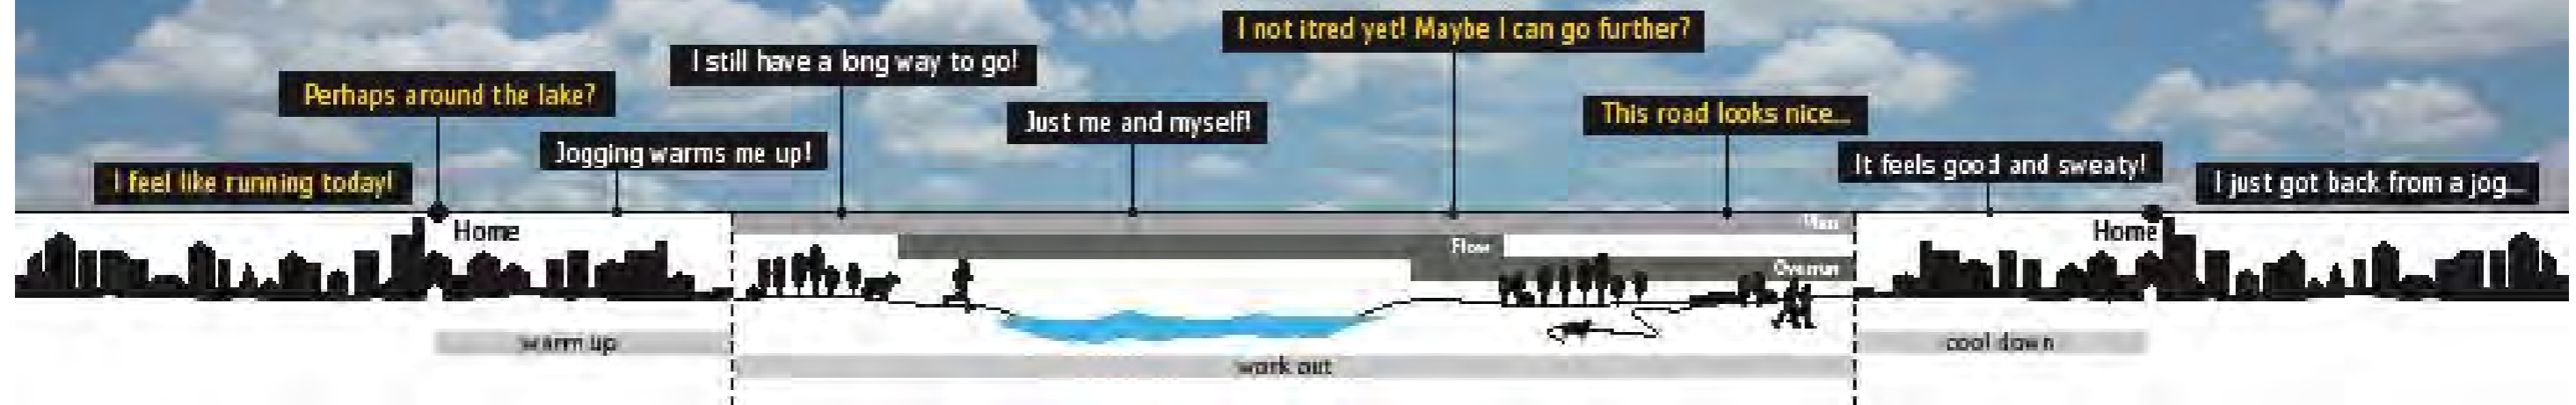 I not itred yet! Maybe I can go further?
I still have a long way to go!
Perhaps around the lake?
This road looks nice...
Just me and myself!
Jogging warms me up!
It feels good and sweaty!
I feel like running today!
I just got back from a jog...
Home
Flow
Overrun
Home
warm up
cool down
work out